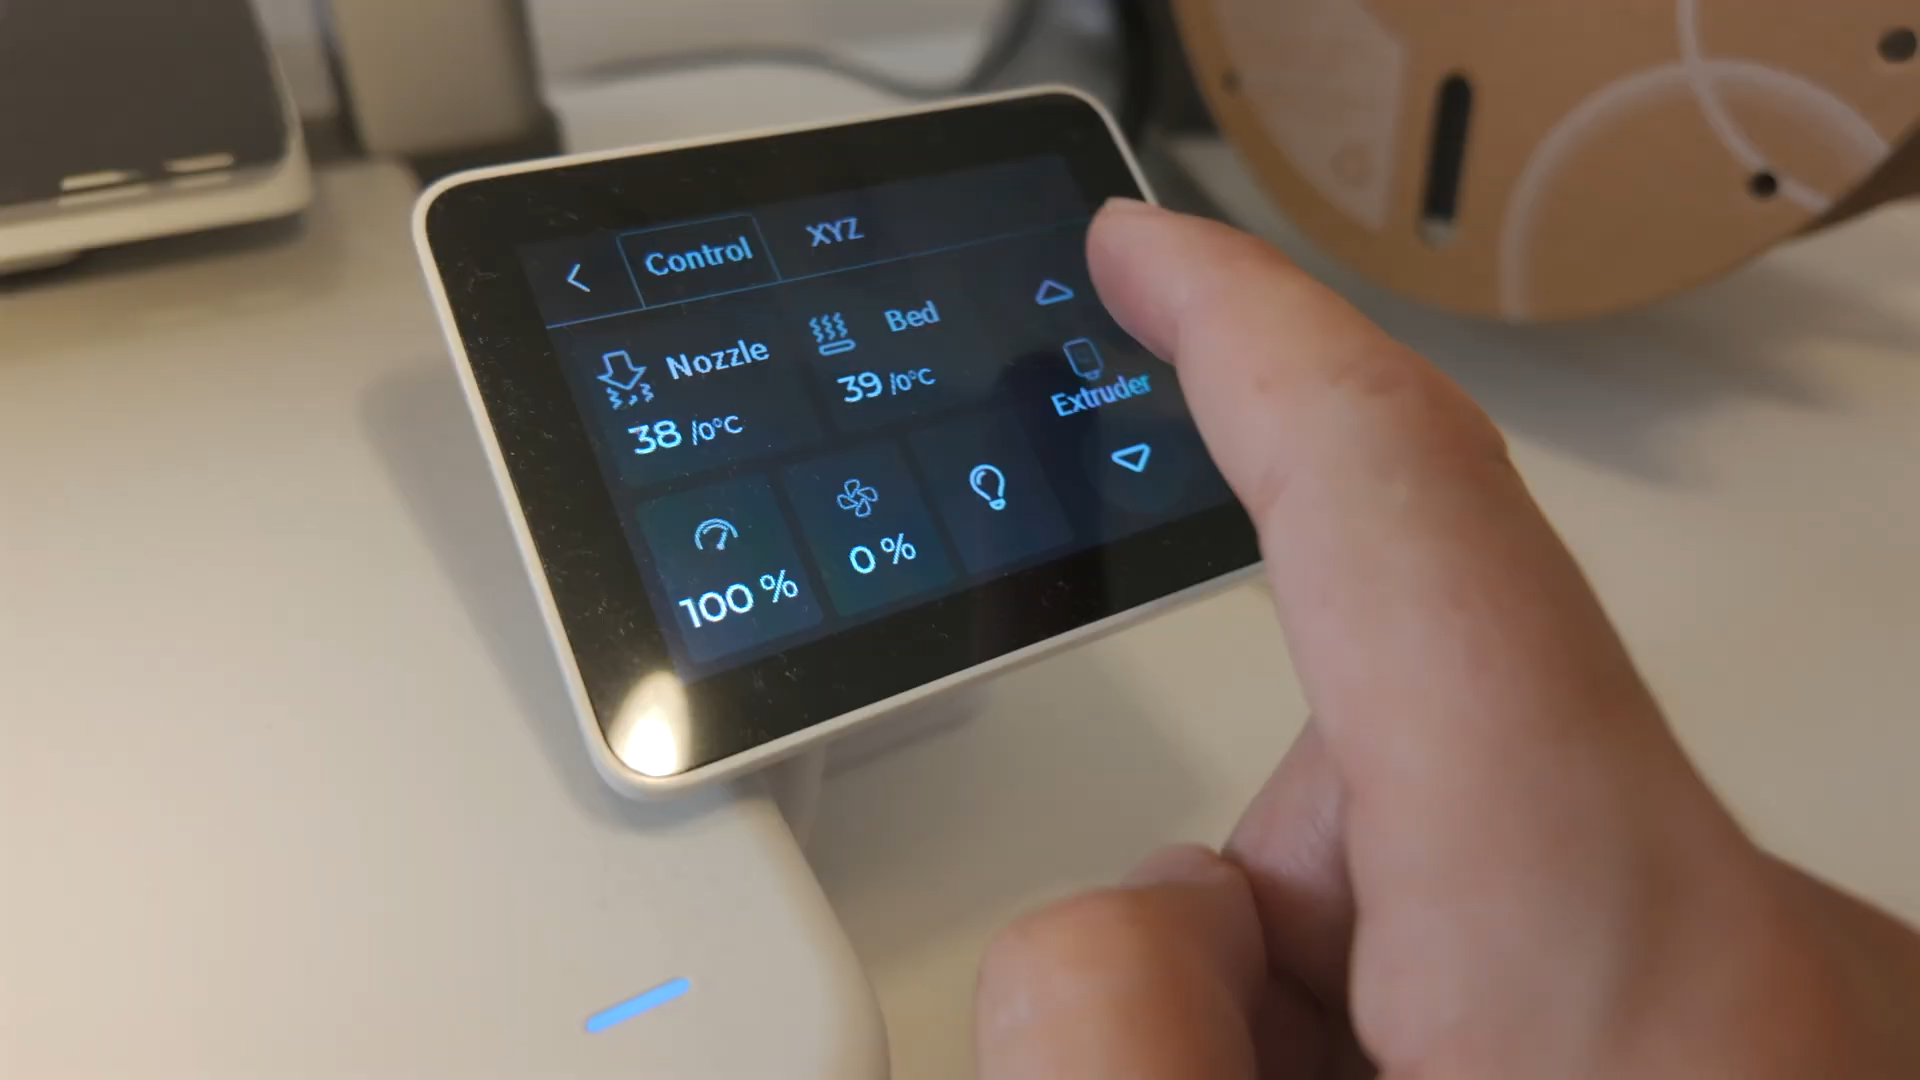 Control XYZ
Nozzle
38 /0°C
Bed
39 /0°C
Extruder
100 %
0 %